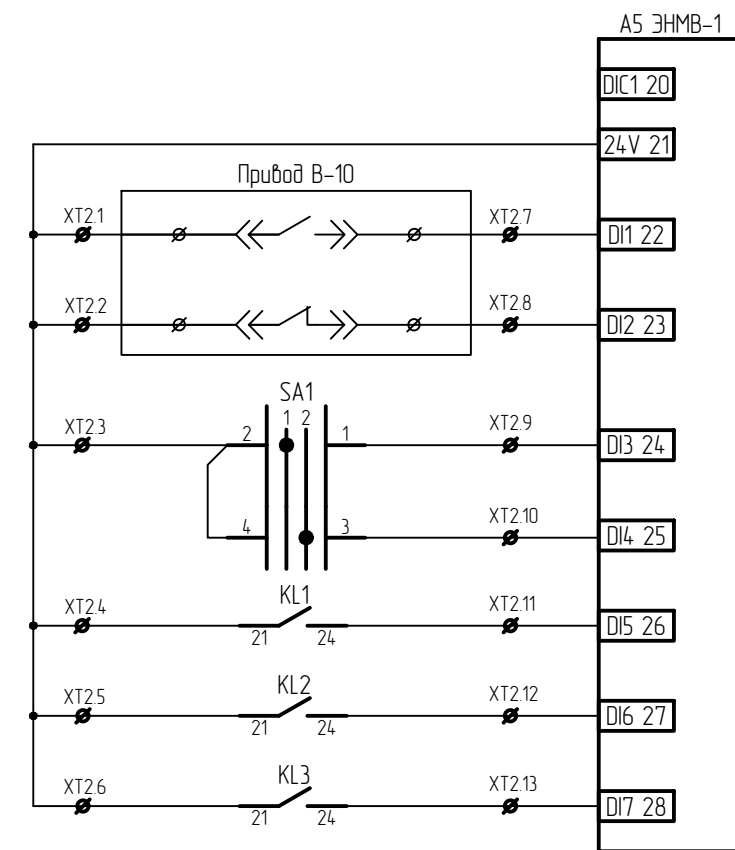 А5 ЭНМВ-1
DIC1 20
24V 21
Привод В-10
XT2.1
XT2.7
DI1 22
XT2.2
XT2.8
DI2 23
SA1
1 2
XT2.3
2
1
XT2.9
DI3 24
4
3
XT2.10
DI4 25
KL1
XT2.4
21
24
XT2.11
DI5 26
KL2
XT2.5
21
24
XT2.12
DI6 27
KL3
XT2.6
21
24
XT2.13
DI7 28